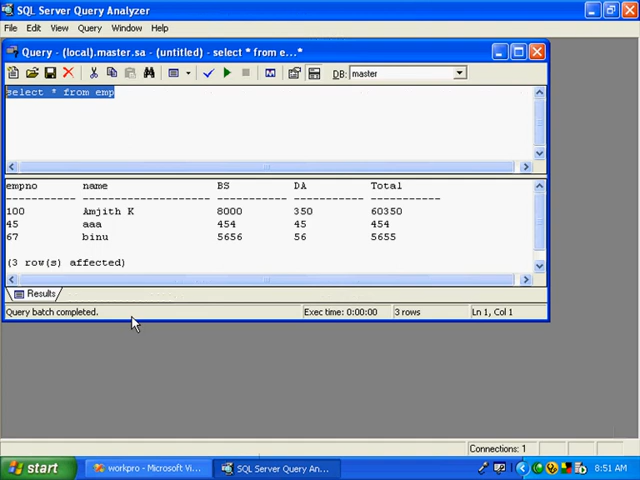 SQL Server Query Analyzer
File Edit View Query Window Help
Query - (local).master.sa - (untitled) - select * from e...*
DB: master
select * from emp
empno name BS DA Total
----------- -------------------- ----------- ----------- -----------
100 Amjith K 8000 350 60350
45 aaa 454 45 454
67 binu 5656 56 5655
(3 row(s) affected)
Results
Query batch completed. Exec time: 0:00:00 3 rows Ln 1, Col 1
Connections: 1
start workpro - Microsoft Vi... SQL Server Query An... 8:51 AM